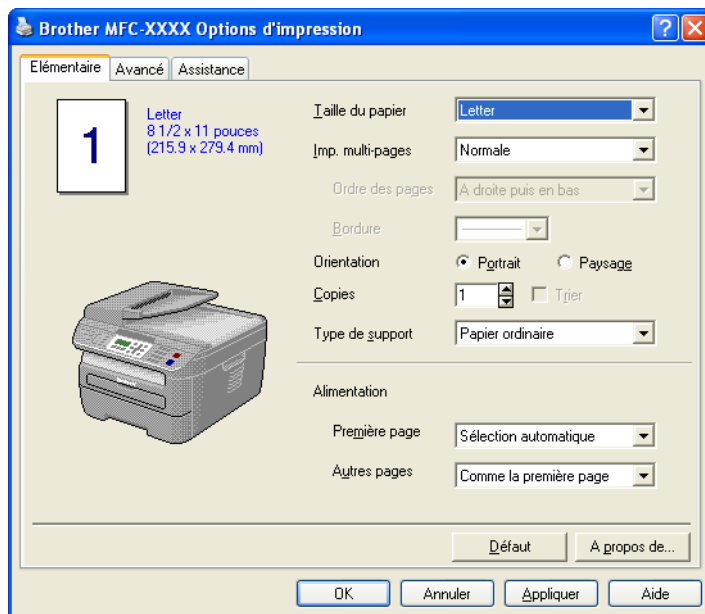 Brother MFC-XXXX Options d'impression
Elémentaire Avancé Assistance
1
Letter
8 1/2 x 11 pouces
(215.9 x 279.4 mm)
Taille du papier Letter
Imp. multi-pages Normale
Ordre des pages A droite puis en bas
Bordure
Orientation Portrait Paysage
Copies 1 Trier
Type de support Papier ordinaire
Alimentation
Première page Sélection automatique
Autres pages Comme la première page
Défaut A propos de...
OK Annuler Appliquer Aide